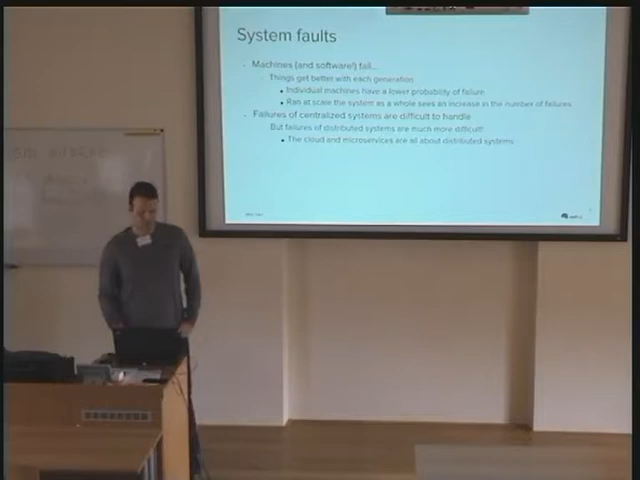 System faults
Machines (and software!) fail...
Things get better with each generation
Individual machines have a lower probability of failure
Ran at scale the system as a whole sees an increase in the number of failures
Failures of centralized systems are difficult to handle
But failures of distributed systems are much more difficult!
The cloud and microservices are all about distributed systems